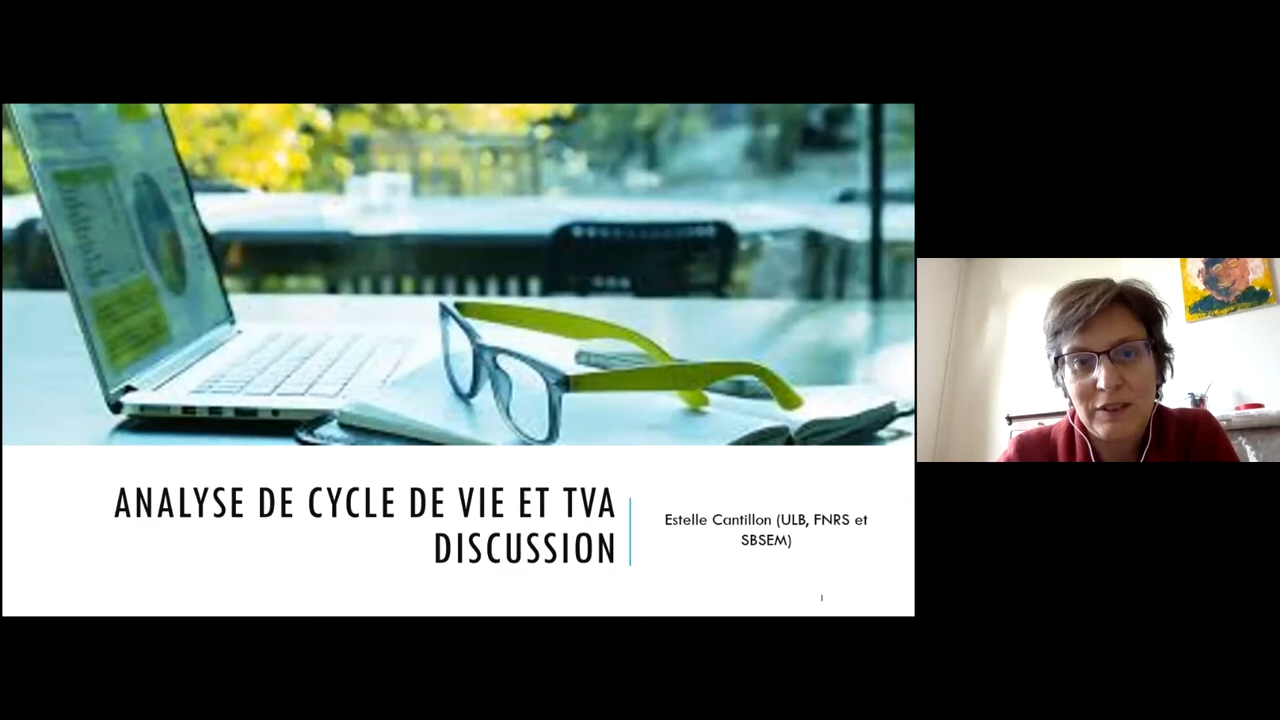 ANALYSE DE CYCLE DE VIE ET TVA
DISCUSSION
Estelle Cantillon (ULB, FNRS et
SBSEM)
1